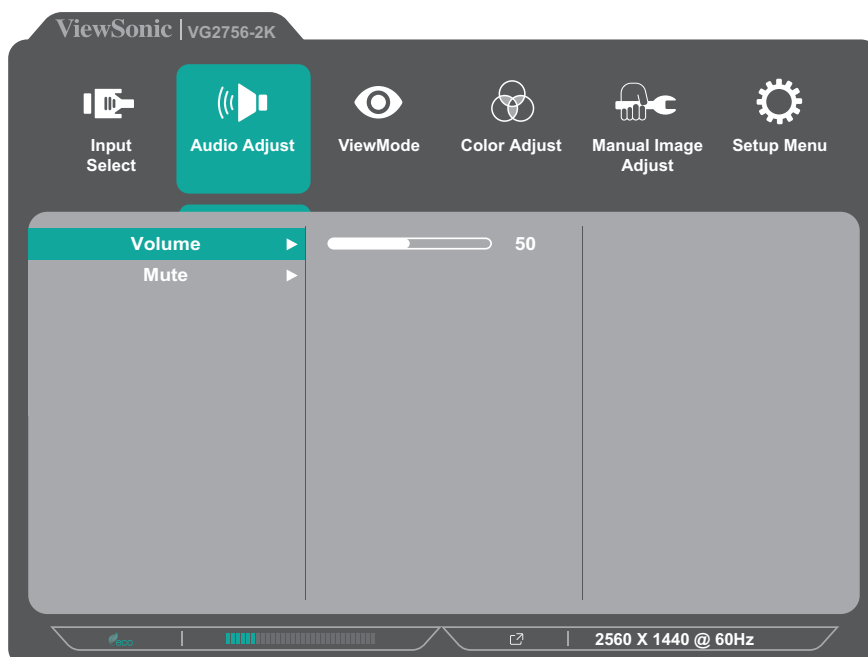 ViewSonic | VG2756-2K
Input
Select
Audio Adjust
ViewMode
Color Adjust
Manual Image
Adjust
Setup Menu
Volume
50
Mute
eco
2560 X 1440 @ 60Hz